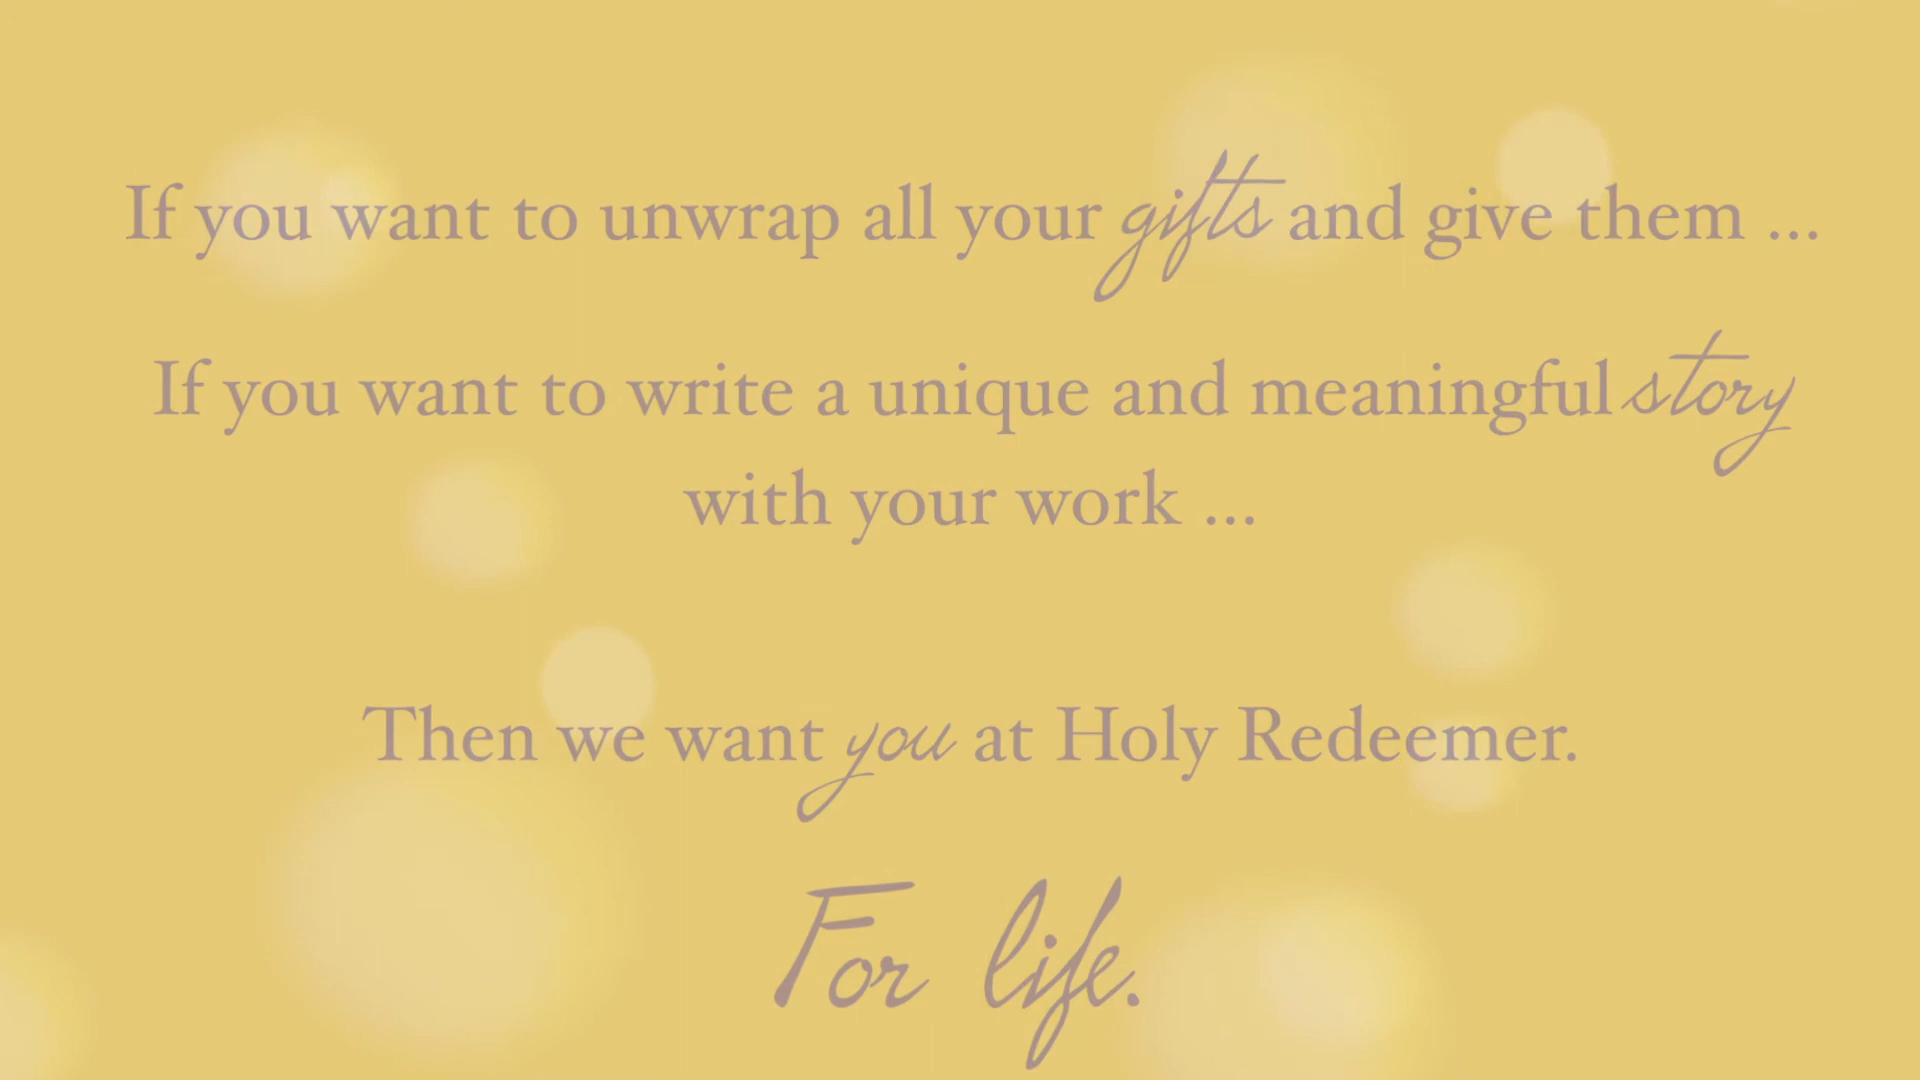 If you want to unwrap all your gifts and give them ...
If you want to write a unique and meaningful story
with your work ...
Then we want you at Holy Redeemer.
For life.